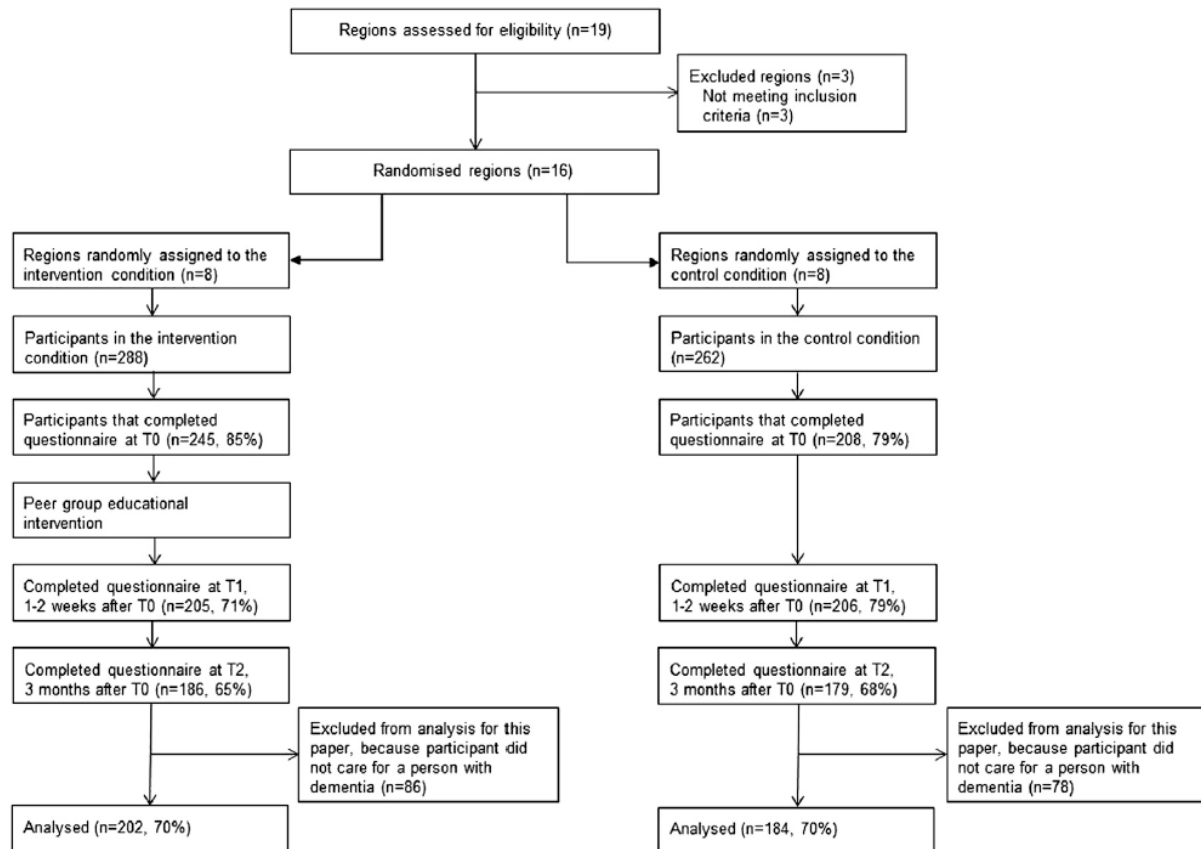 Regions assessed for eligibility (n=19)
Excluded regions (n=3)
Not meeting inclusion
criteria (n=3)
Randomised regions (n=16)
Regions randomly assigned to the
intervention condition (n=8)
Regions randomly assigned to the
control condition (n=8)
Participants in the intervention
condition (n=288)
Participants in the control condition
(n=262)
Participants that completed
questionnaire at T0 (n=245, 85%)
Participants that completed
questionnaire at T0 (n=208, 79%)
Peer group educational
intervention
Completed questionnaire at T1,
1-2 weeks after T0 (n=205, 71%)
Completed questionnaire at T1,
1-2 weeks after T0 (n=206, 79%)
Completed questionnaire at T2,
3 months after T0 (n=186, 65%)
Completed questionnaire at T2,
3 months after T0 (n=179, 68%)
Excluded from analysis for this
paper, because participant did
not care for a person with
dementia (n=86)
Excluded from analysis for this
paper, because participant did
not care for a person with
dementia (n=78)
Analysed (n=202, 70%)
Analysed (n=184, 70%)